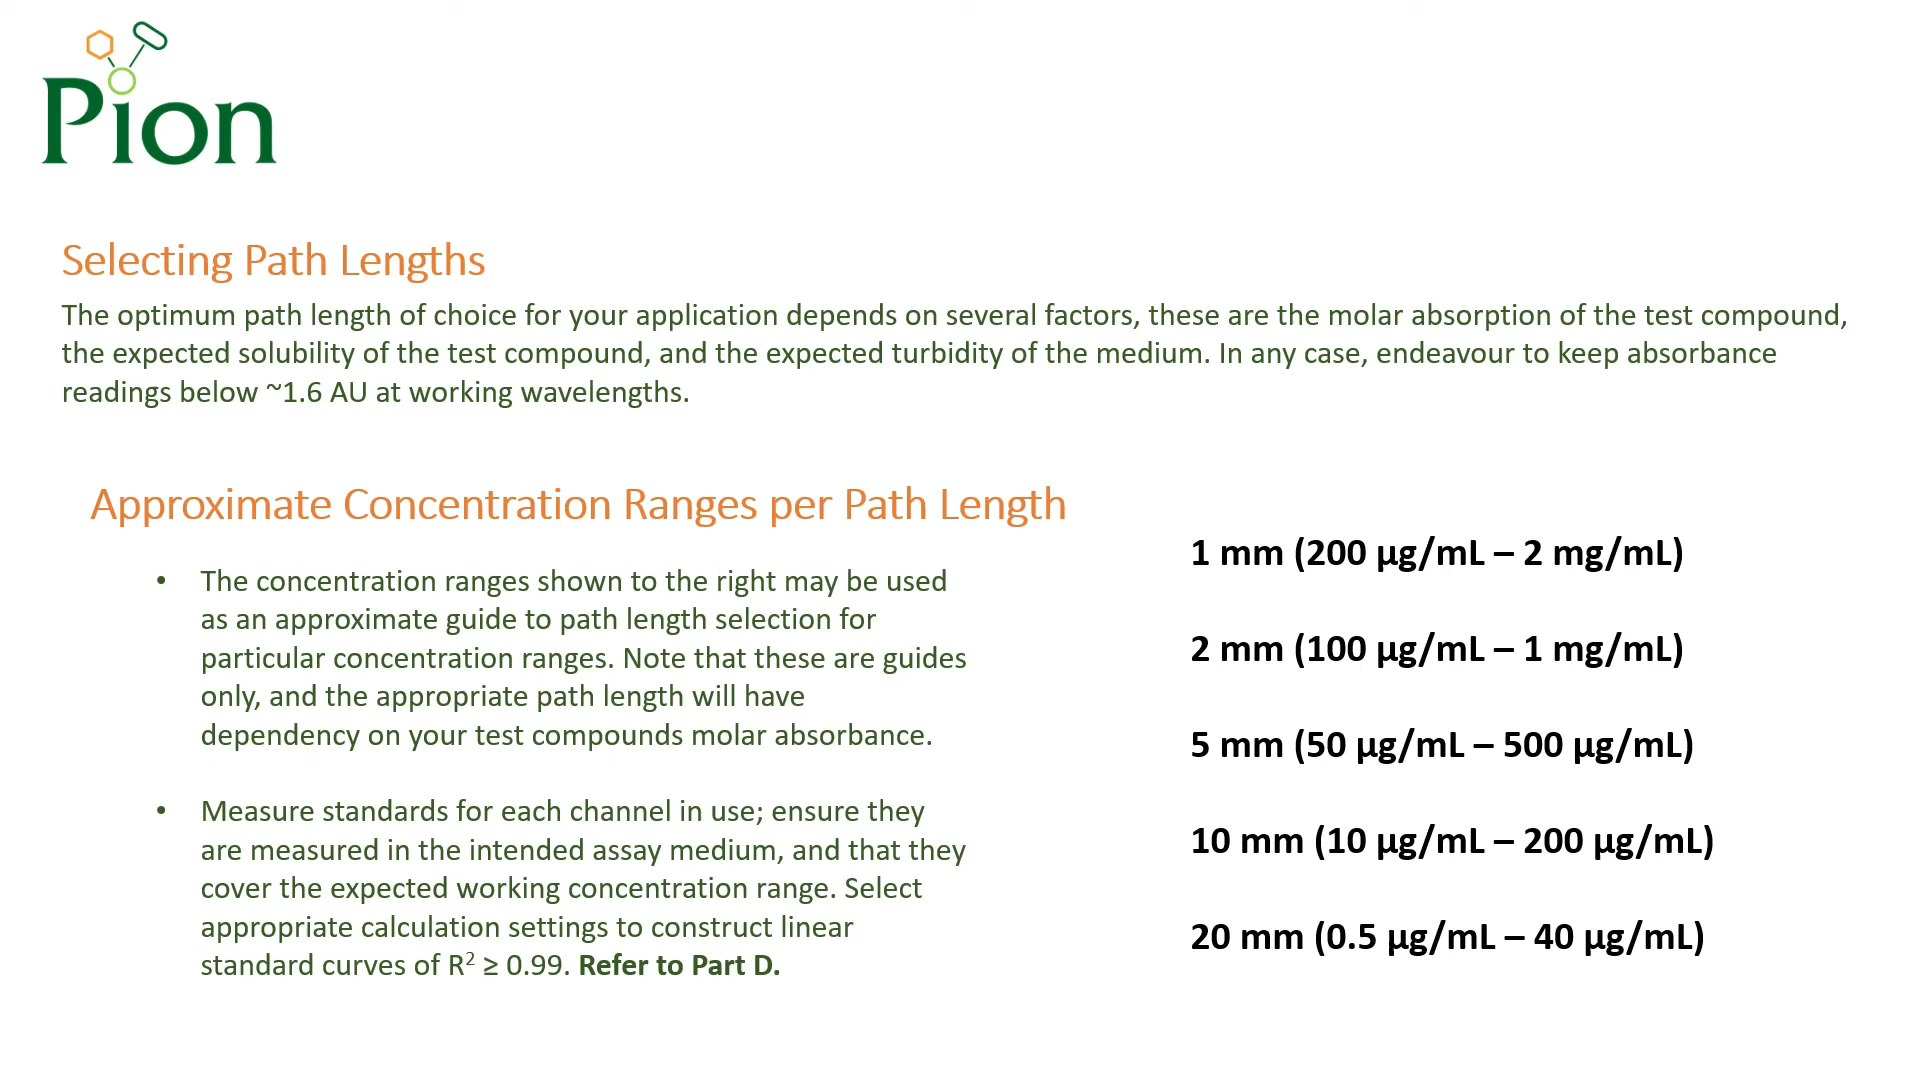 Pion
Selecting Path Lengths
The optimum path length of choice for your application depends on several factors, these are the molar absorption of the test compound,
the expected solubility of the test compound, and the expected turbidity of the medium. In any case, endeavour to keep absorbance
readings below ~1.6 AU at working wavelengths.
Approximate Concentration Ranges per Path Length
• The concentration ranges shown to the right may be used
as an approximate guide to path length selection for
particular concentration ranges. Note that these are guides
only, and the appropriate path length will have
dependency on your test compounds molar absorbance.
• Measure standards for each channel in use; ensure they
are measured in the intended assay medium, and that they
cover the expected working concentration range. Select
appropriate calculation settings to construct linear
standard curves of R² ≥ 0.99. Refer to Part D.
1 mm (200 µg/mL – 2 mg/mL)
2 mm (100 µg/mL – 1 mg/mL)
5 mm (50 µg/mL – 500 µg/mL)
10 mm (10 µg/mL – 200 µg/mL)
20 mm (0.5 µg/mL – 40 µg/mL)